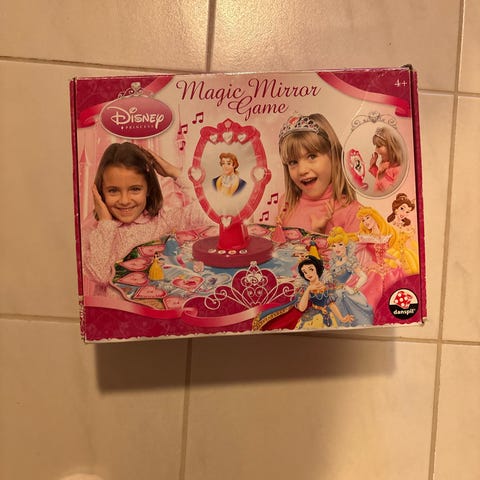 Magic Mirror
Game
4+
Disney
PRINCESS
danspil